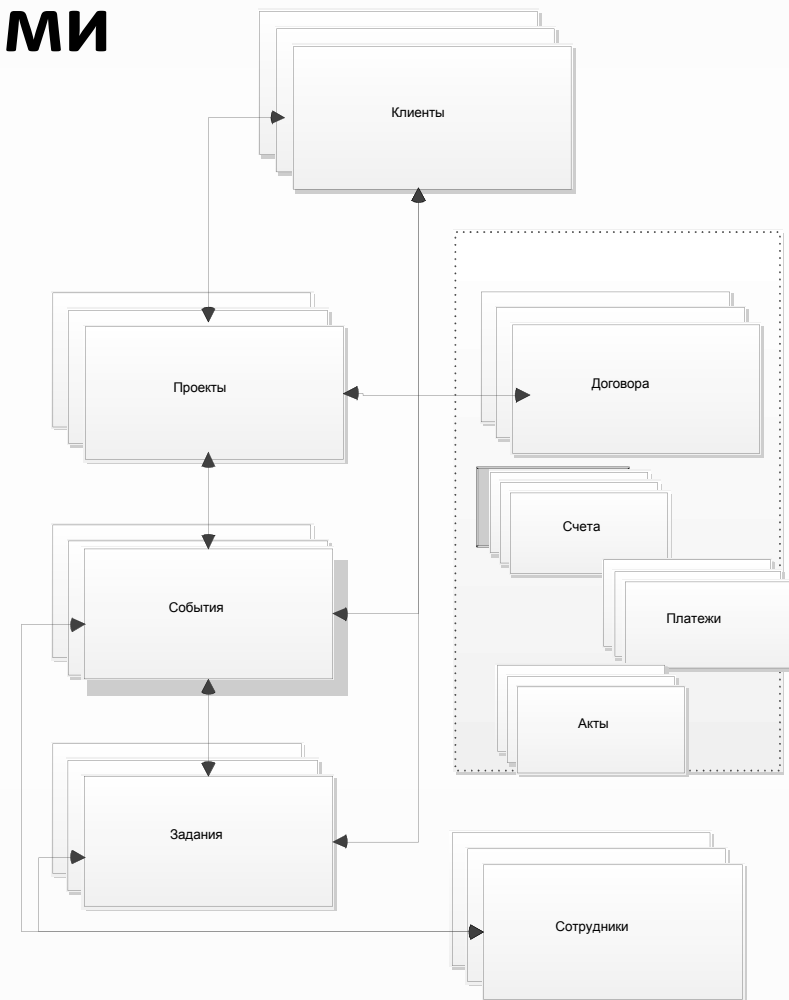 ми
Клиенты
Проекты
Договора
Счета
События
Платежи
Акты
Задания
Сотрудники